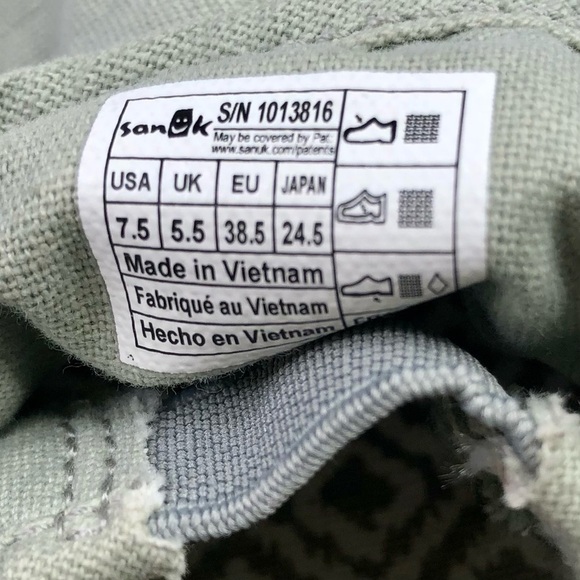 sanuk S/N 1013816
May be covered by Pat.
www.sanuk.com/patents
USA UK EU JAPAN
7.5 5.5 38.5 24.5
Made in Vietnam
Fabriqué au Vietnam
Hecho en Vietnam